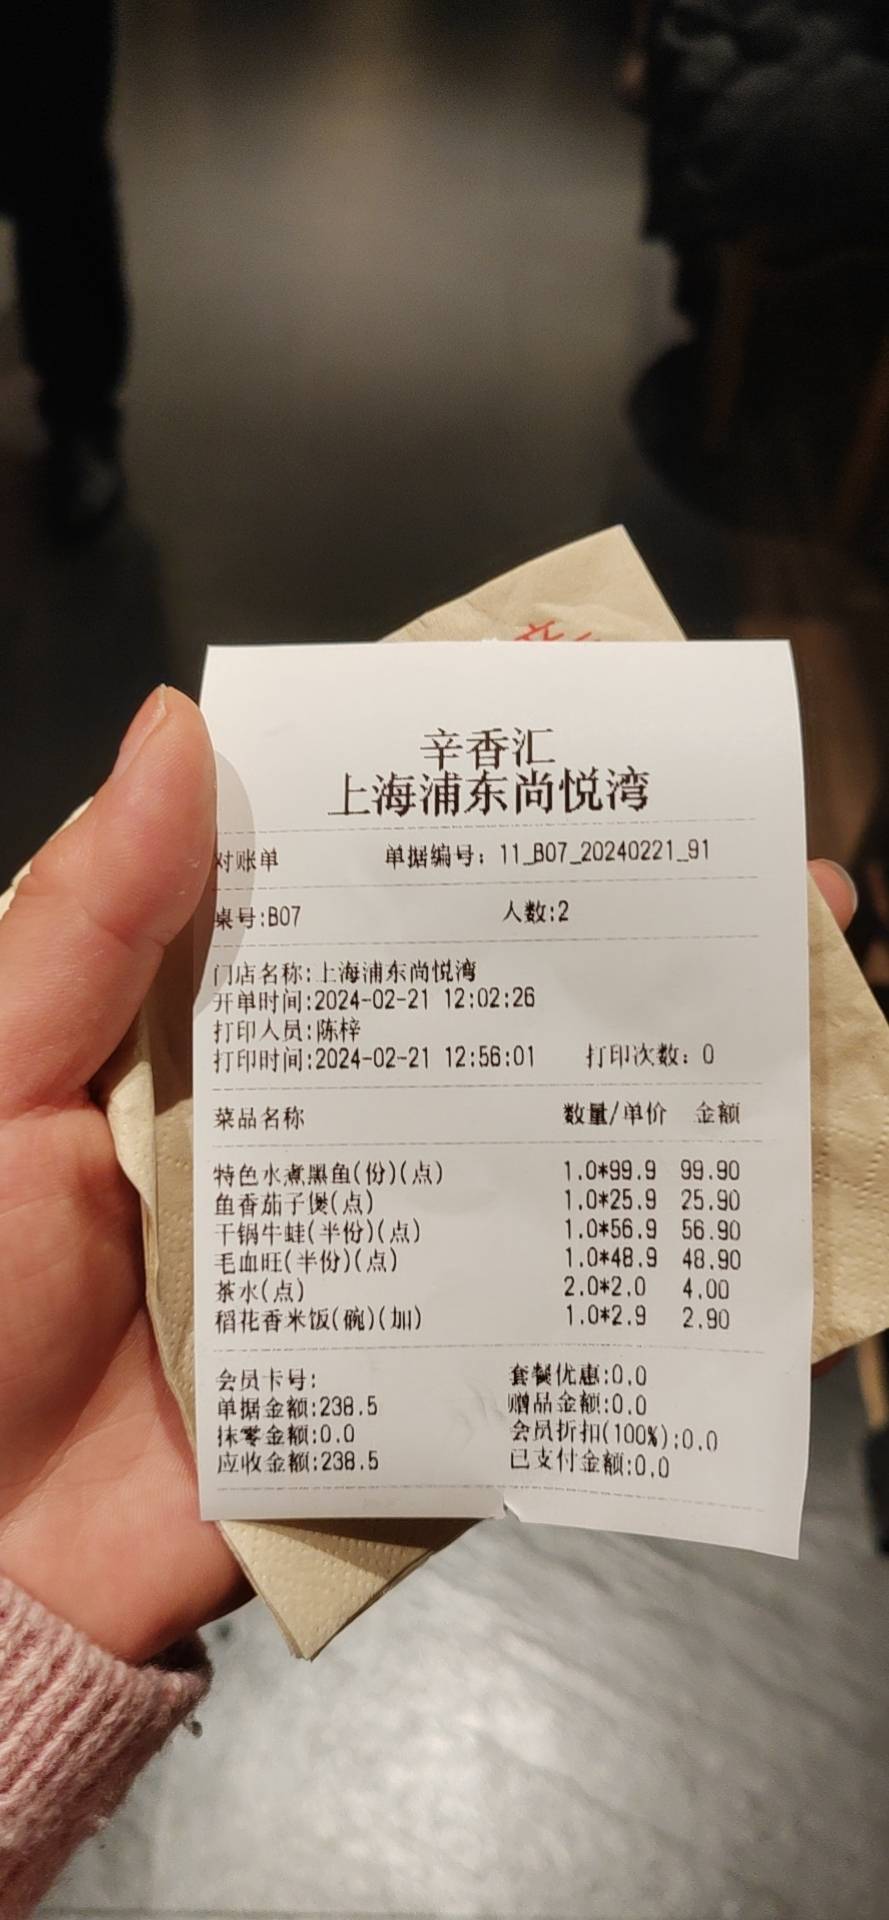 辛香汇
上海浦东尚悦湾
对账单 单据编号：11_B07_20240221_91
桌号:B07 人数:2
门店名称:上海浦东尚悦湾
开单时间:2024-02-21 12:02:26
打印人员:陈梓
打印时间:2024-02-21 12:56:01 打印次数：0
菜品名称 数量/单价 金额
特色水煮黑鱼(份)(点) 1.0*99.9 99.90
鱼香茄子煲(点) 1.0*25.9 25.90
干锅牛蛙(半份)(点) 1.0*56.9 56.90
毛血旺(半份)(点) 1.0*48.9 48.90
茶水(点) 2.0*2.0 4.00
稻花香米饭(碗)(加) 1.0*2.9 2.90
会员卡号: 套餐优惠:0.0
单据金额:238.5 赠品金额:0.0
抹零金额:0.0 会员折扣(100%):0.0
应收金额:238.5 已支付金额:0.0